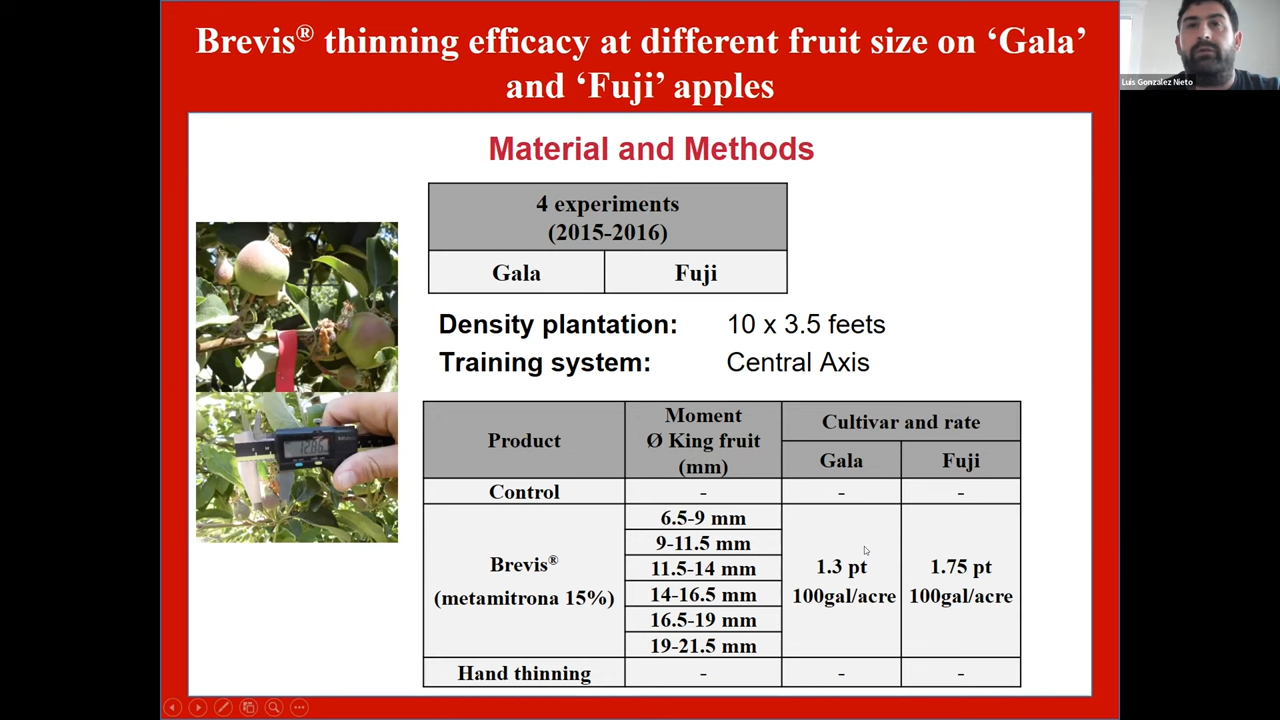 Brevis® thinning efficacy at different fruit size on ‘Gala’
and ‘Fuji’ apples
Luis Gonzalez Nieto
Material and Methods
4 experiments
(2015-2016)
Gala
Fuji
Density plantation: 10 x 3.5 feets
Training system: Central Axis
Product
Moment
Ø King fruit
(mm)
Cultivar and rate
Gala
Fuji
Control - - -
Brevis®
(metamitrona 15%)
6.5-9 mm
9-11.5 mm
11.5-14 mm
14-16.5 mm
16.5-19 mm
19-21.5 mm
1.3 pt
100gal/acre
1.75 pt
100gal/acre
Hand thinning - - -